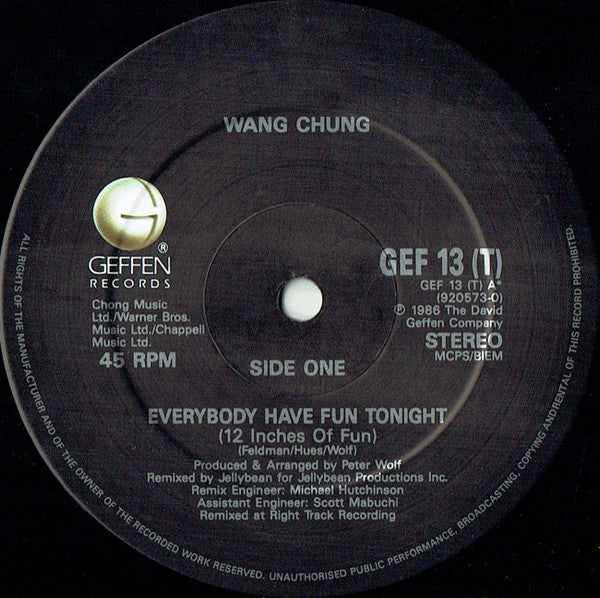 WANG CHUNG
G
®
GEFFEN
RECORDS
Chong Music
Ltd./Warner Bros.
Music Ltd./Chappell
Music Ltd.
45 RPM
GEF 13 (T)
GEF 13 (T) A*
(920573-0)
℗ 1986 The David
Geffen Company
STEREO
MCPS/BIEM
SIDE ONE
EVERYBODY HAVE FUN TONIGHT
(12 Inches Of Fun)
(Feldman/Hues/Wolf)
Produced & Arranged by Peter Wolf
Remixed by Jellybean for Jellybean Productions Inc.
Remix Engineer: Michael Hutchinson
Assistant Engineer: Scott Mabuchi
Remixed at Right Track Recording
ALL RIGHTS OF THE MANUFACTURER AND OF THE OWNER OF THE RECORDED WORK RESERVED. UNAUTHORISED PUBLIC PERFORMANCE, BROADCASTING, COPYING AND RENTAL OF THIS RECORD PROHIBITED.